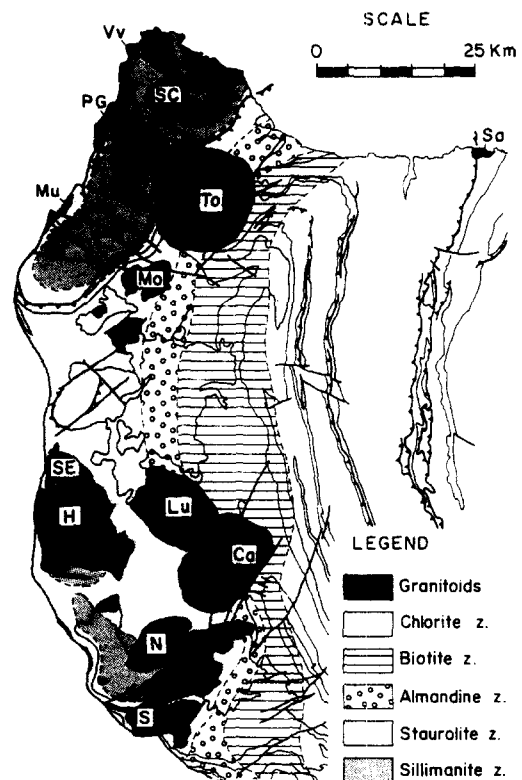 SCALE
0 25 Km
Vv
SC
PG
Sa
Mu
To
Mo
SE
H
Lu
Ca
N
S
LEGEND
Granitoids
Chlorite z.
Biotite z.
Almandine z.
Staurolite z.
Sillimanite z.